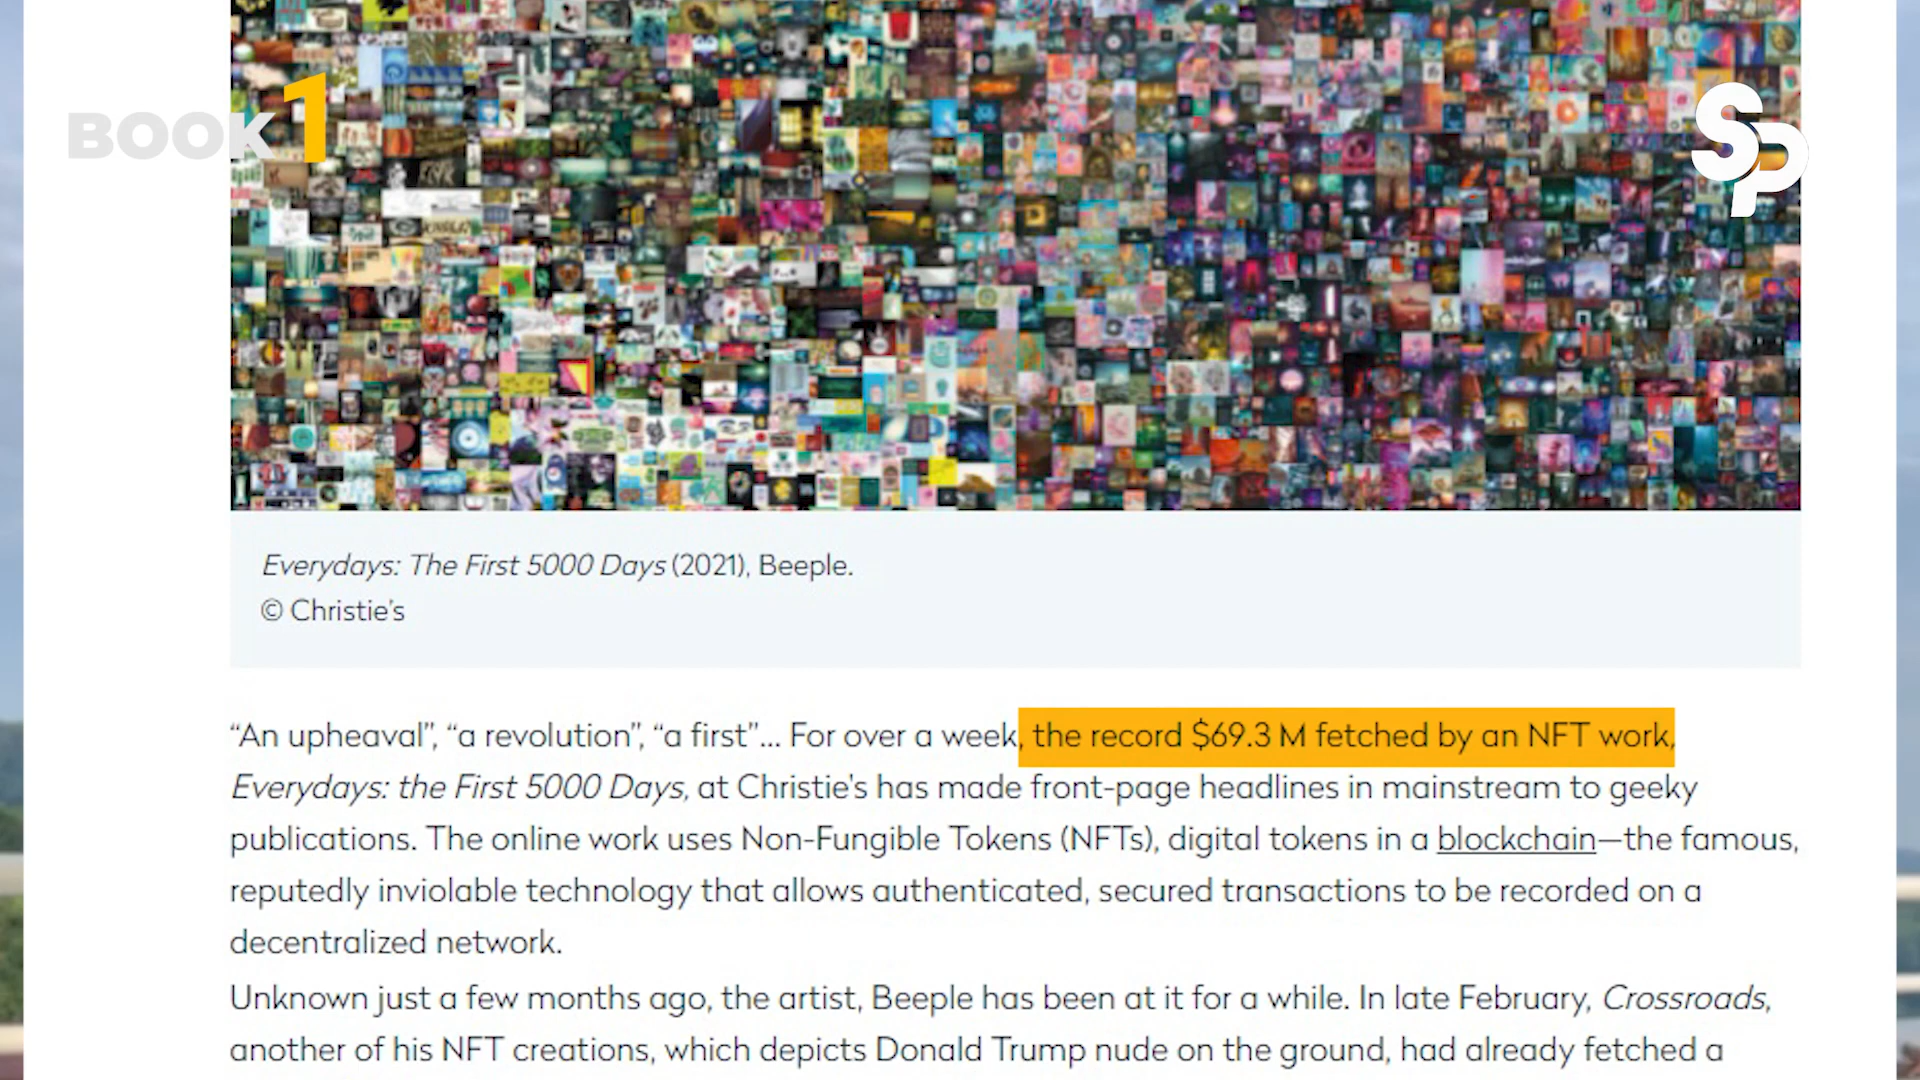 BOOK 1
SP
Everydays: The First 5000 Days (2021), Beeple.
© Christie's
“An upheaval”, “a revolution”, “a first”... For over a week, the record $69.3 M fetched by an NFT work,
Everydays: the First 5000 Days, at Christie's has made front-page headlines in mainstream to geeky
publications. The online work uses Non-Fungible Tokens (NFTs), digital tokens in a blockchain—the famous,
reputedly inviolable technology that allows authenticated, secured transactions to be recorded on a
decentralized network.
Unknown just a few months ago, the artist, Beeple has been at it for a while. In late February, Crossroads,
another of his NFT creations, which depicts Donald Trump nude on the ground, had already fetched a